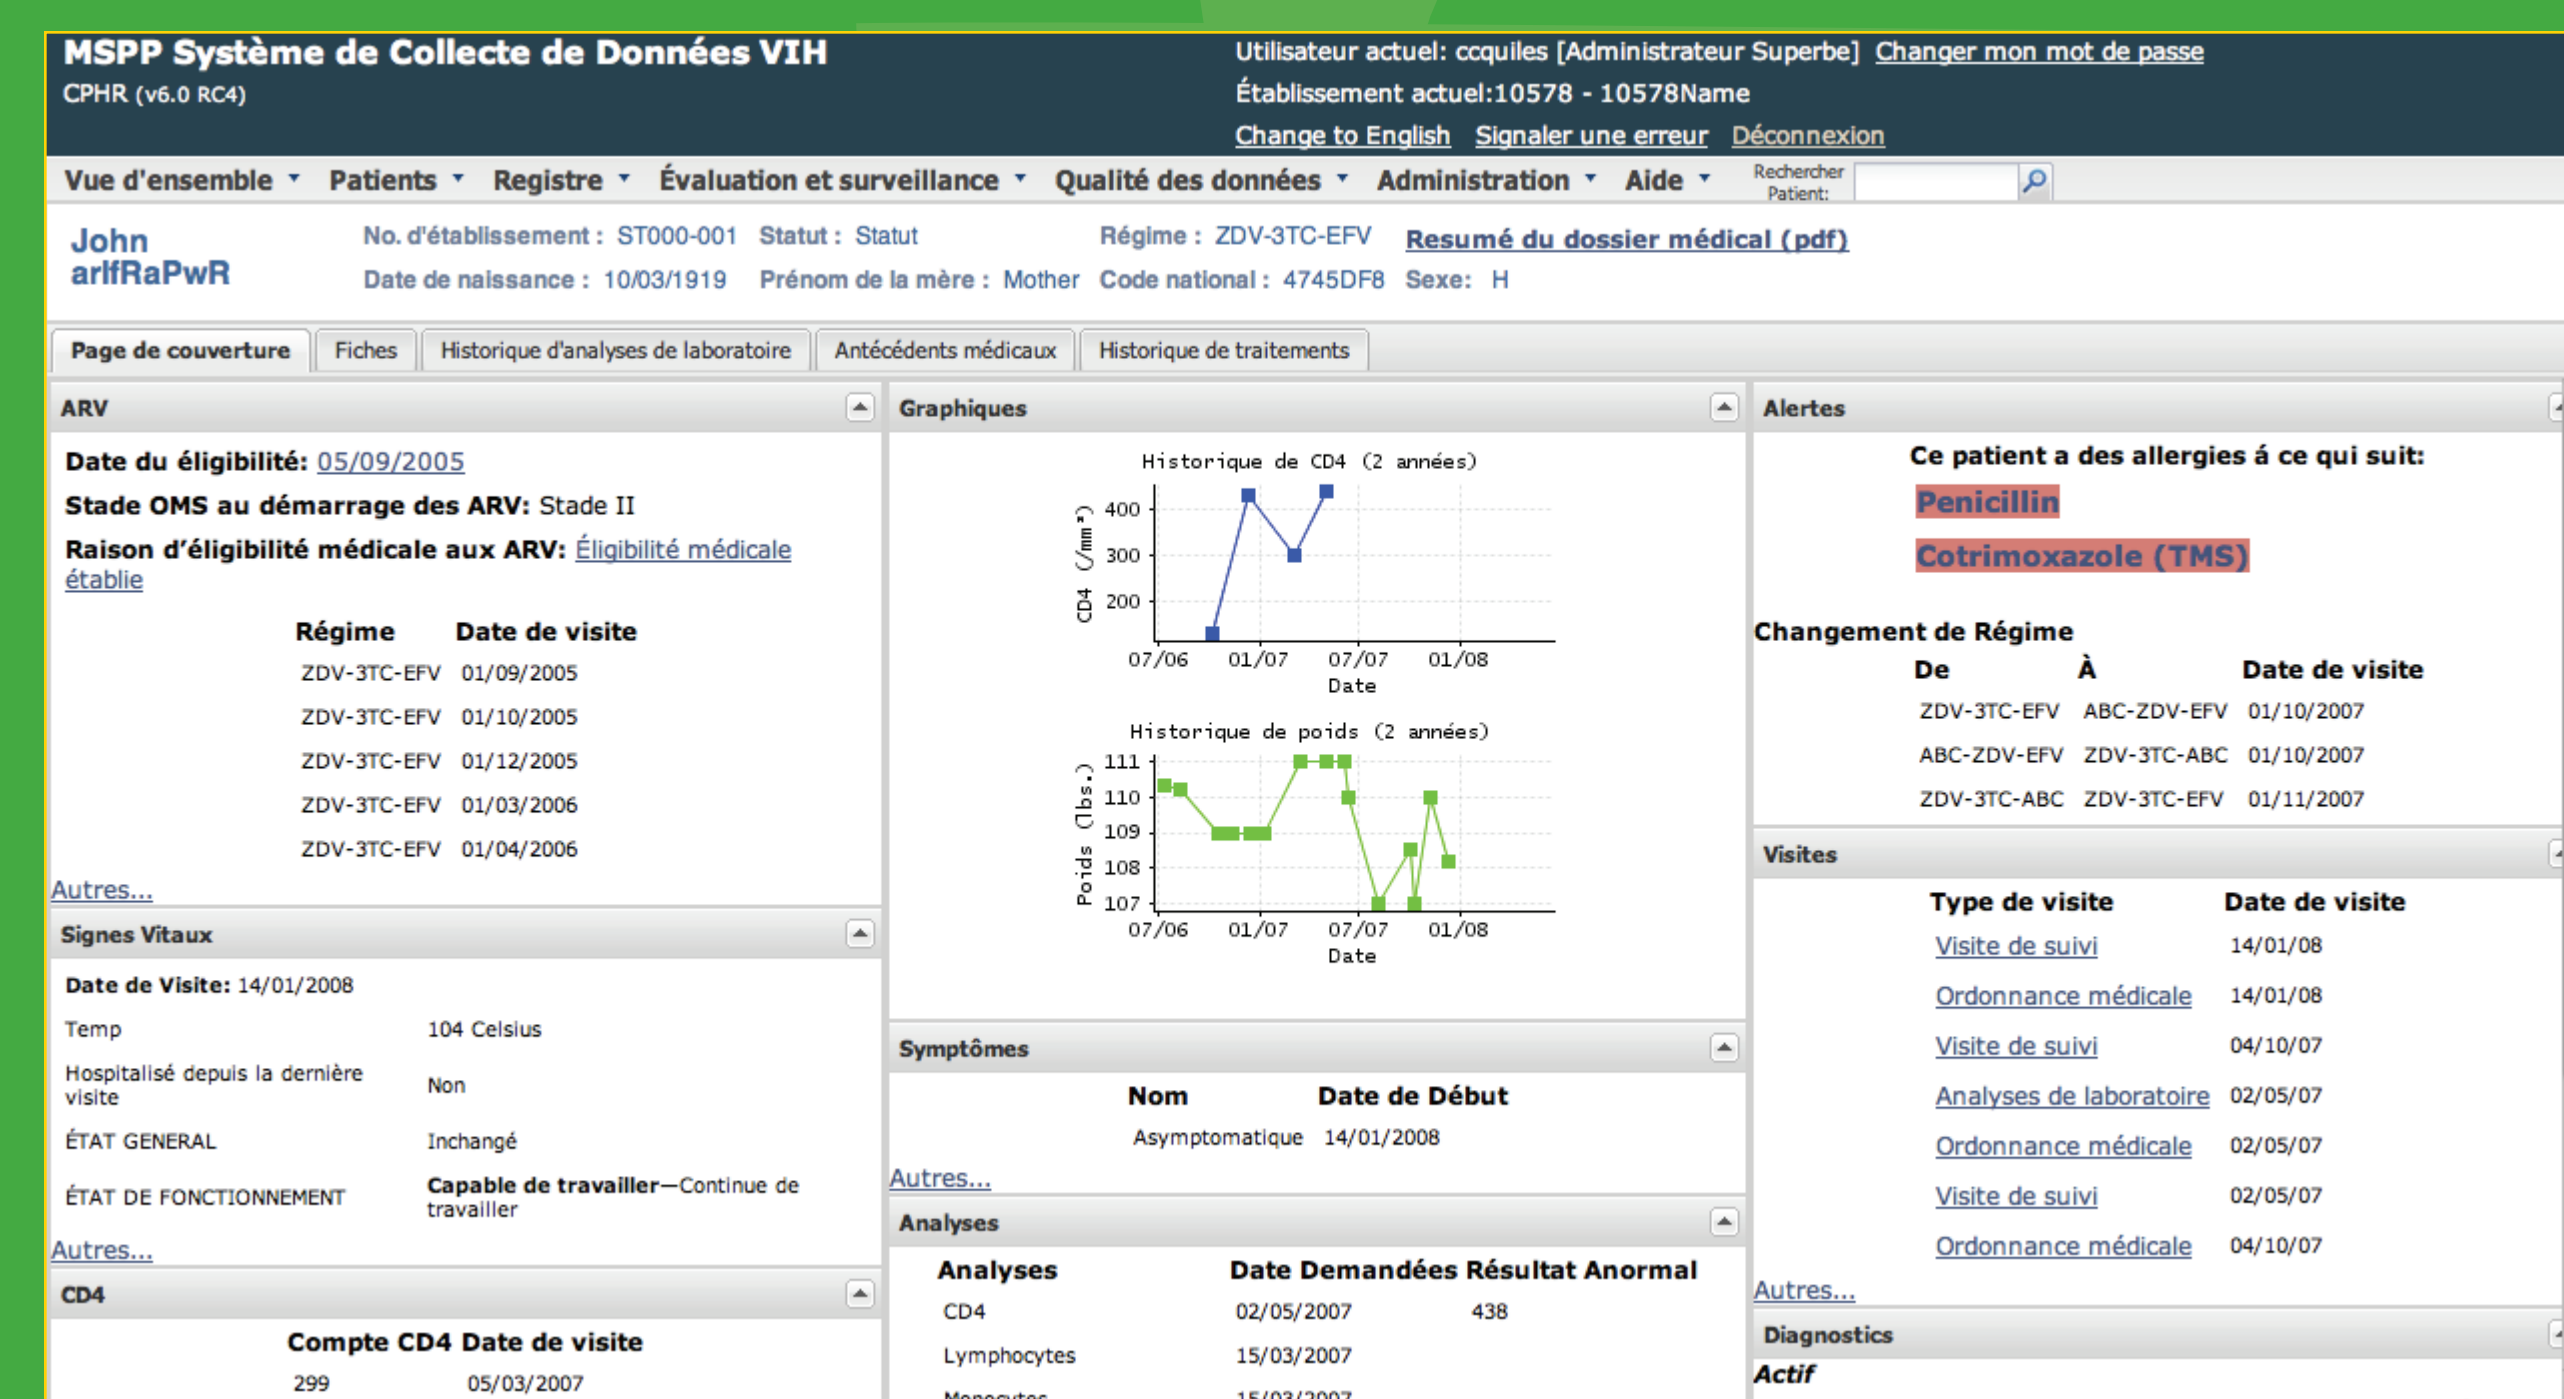 MSPP Système de Collecte de Données VIH
CPHR (v6.0 RC4)
Utilisateur actuel: ccquiles [Administrateur Superbe] Changer mon mot de passe
Établissement actuel:10578 - 10578Name
Change to English Signaler une erreur Déconnexion
Vue d'ensemble Patients Registre Évaluation et surveillance Qualité des données Administration Aide Rechercher Patient:
John
arlfRaPwR
No. d'établissement : ST000-001 Statut : Statut Régime : ZDV-3TC-EFV Resumé du dossier médical (pdf)
Date de naissance : 10/03/1919 Prénom de la mère : Mother Code national : 4745DF8 Sexe: H
Page de couverture Fiches Historique d'analyses de laboratoire Antécédents médicaux Historique de traitements
ARV
Date du éligibilité: 05/09/2005
Stade OMS au démarrage des ARV: Stade II
Raison d'éligibilité médicale aux ARV: Éligibilité médicale
établie
Régime Date de visite
ZDV-3TC-EFV 01/09/2005
ZDV-3TC-EFV 01/10/2005
ZDV-3TC-EFV 01/12/2005
ZDV-3TC-EFV 01/03/2006
ZDV-3TC-EFV 01/04/2006
Autres...
Signes Vitaux
Date de Visite: 14/01/2008
Temp 104 Celsius
Hospitalisé depuis la dernière
visite Non
ÉTAT GENERAL Inchangé
ÉTAT DE FONCTIONNEMENT Capable de travailler—Continue de
travailler
Autres...
CD4
Compte CD4 Date de visite
299 05/03/2007
Graphiques
Historique de CD4 (2 années)
CD4 (/mm³)
400
300
200
07/06 01/07 07/07 01/08
Date
Historique de poids (2 années)
Poids (lbs.)
111
110
109
108
107
07/06 01/07 07/07 01/08
Date
Symptômes
Nom Date de Début
Asymptomatique 14/01/2008
Autres...
Analyses
Analyses Date Demandées Résultat Anormal
CD4 02/05/2007 438
Lymphocytes 15/03/2007
Monocytes 15/03/2007
Alertes
Ce patient a des allergies á ce qui suit:
Penicillin
Cotrimoxazole (TMS)
Changement de Régime
De À Date de visite
ZDV-3TC-EFV ABC-ZDV-EFV 01/10/2007
ABC-ZDV-EFV ZDV-3TC-ABC 01/10/2007
ZDV-3TC-ABC ZDV-3TC-EFV 01/11/2007
Visites
Type de visite Date de visite
Visite de suivi 14/01/08
Ordonnance médicale 14/01/08
Visite de suivi 04/10/07
Analyses de laboratoire 02/05/07
Ordonnance médicale 02/05/07
Visite de suivi 02/05/07
Ordonnance médicale 04/10/07
Autres...
Diagnostics
Actif